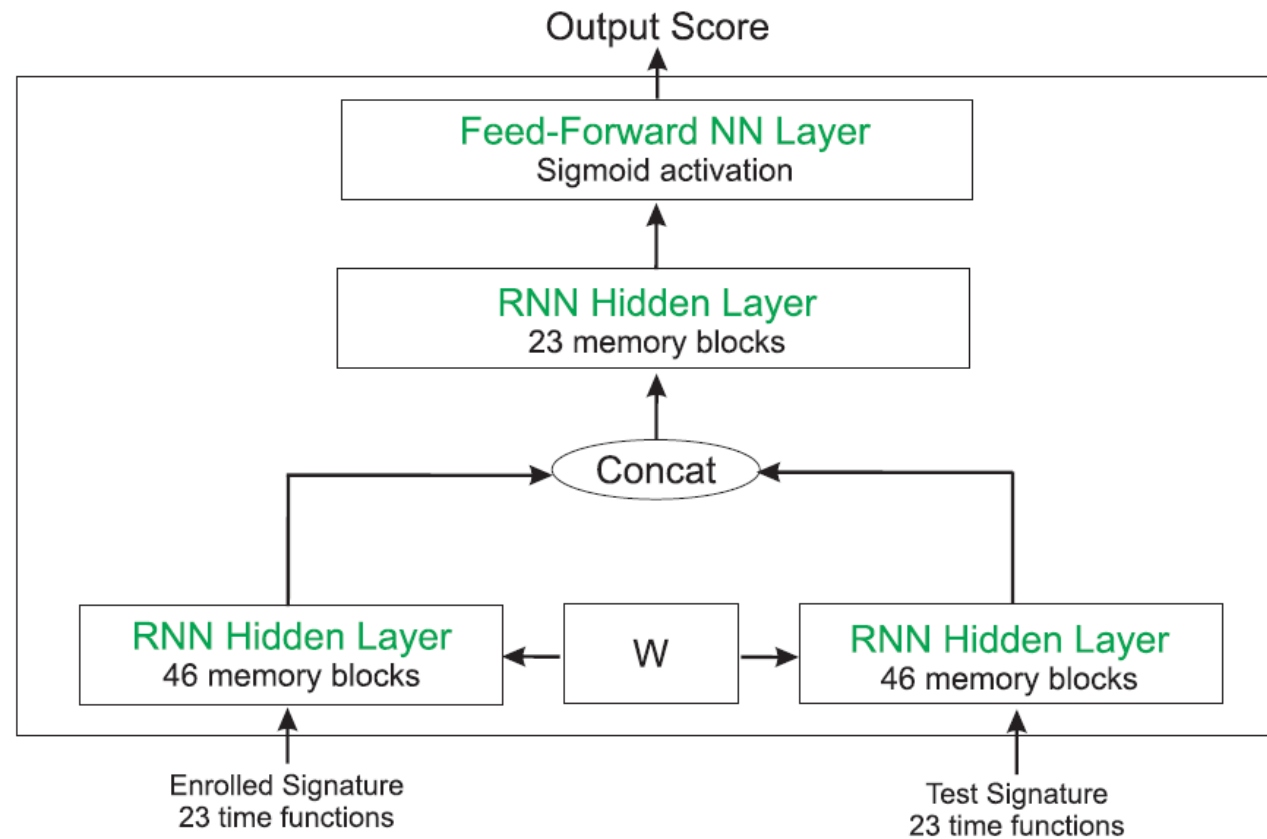 Output Score
Feed-Forward NN Layer
Sigmoid activation
RNN Hidden Layer
23 memory blocks
Concat
RNN Hidden Layer
46 memory blocks
W
RNN Hidden Layer
46 memory blocks
Enrolled Signature
23 time functions
Test Signature
23 time functions